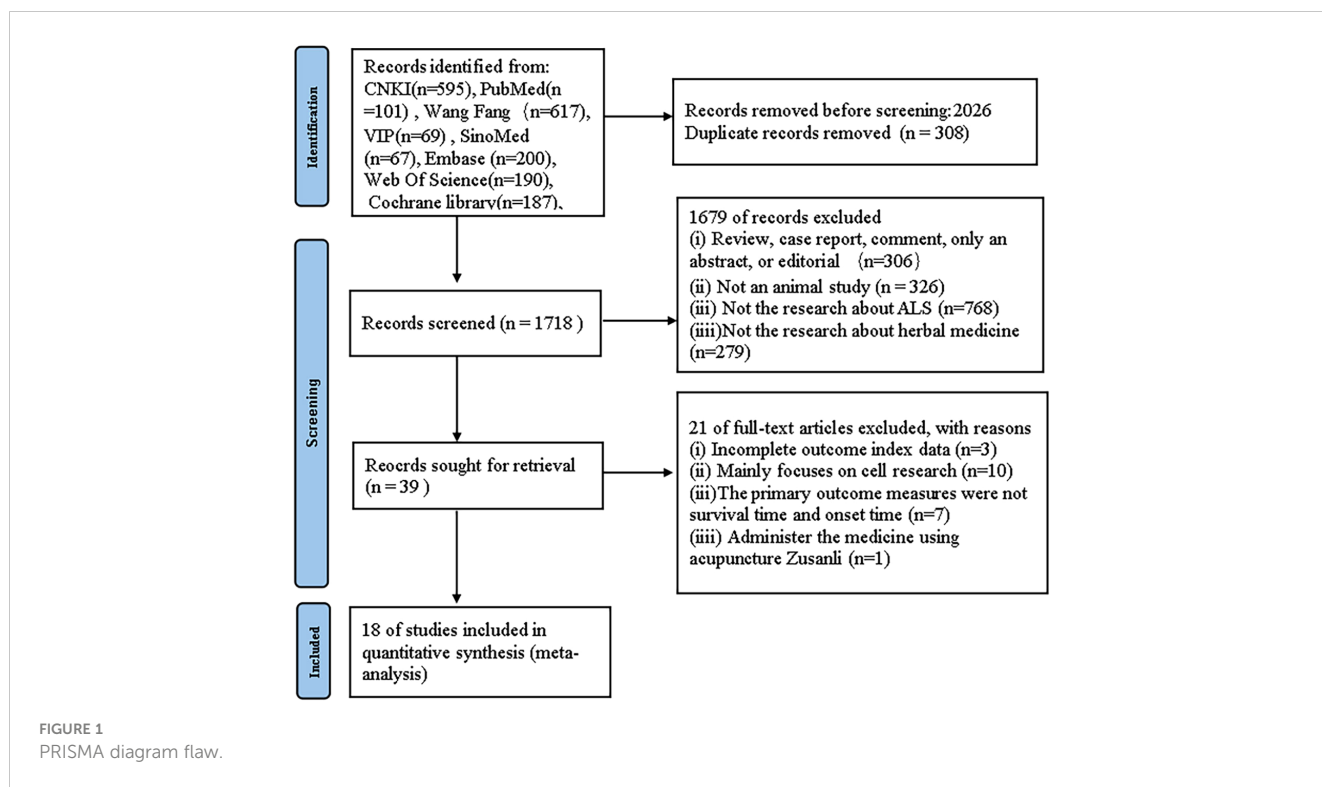 Identification
Records identified from:
CNKI(n=595), PubMed(n
=101) , Wang Fang （n=617),
VIP(n=69) , SinoMed
(n=67), Embase (n=200),
Web Of Science(n=190),
Cochrane library(n=187),
Records removed before screening:2026
Duplicate records removed (n = 308)
Screening
Records screened (n = 1718 )
1679 of records excluded
(i) Review, case report, comment, only an
abstract, or editorial （n=306）
(ii) Not an animal study (n = 326)
(iii) Not the research about ALS (n=768)
(iiii)Not the research about herbal medicine
(n=279)
Reocrds sought for retrieval
(n = 39 )
21 of full-text articles excluded, with reasons
(i) Incomplete outcome index data (n=3)
(ii) Mainly focuses on cell research (n=10)
(iii)The primary outcome measures were not
survival time and onset time (n=7)
(iiii) Administer the medicine using
acupuncture Zusanli (n=1)
Included
18 of studies included in
quantitative synthesis (meta-
analysis)
FIGURE 1
PRISMA diagram flaw.